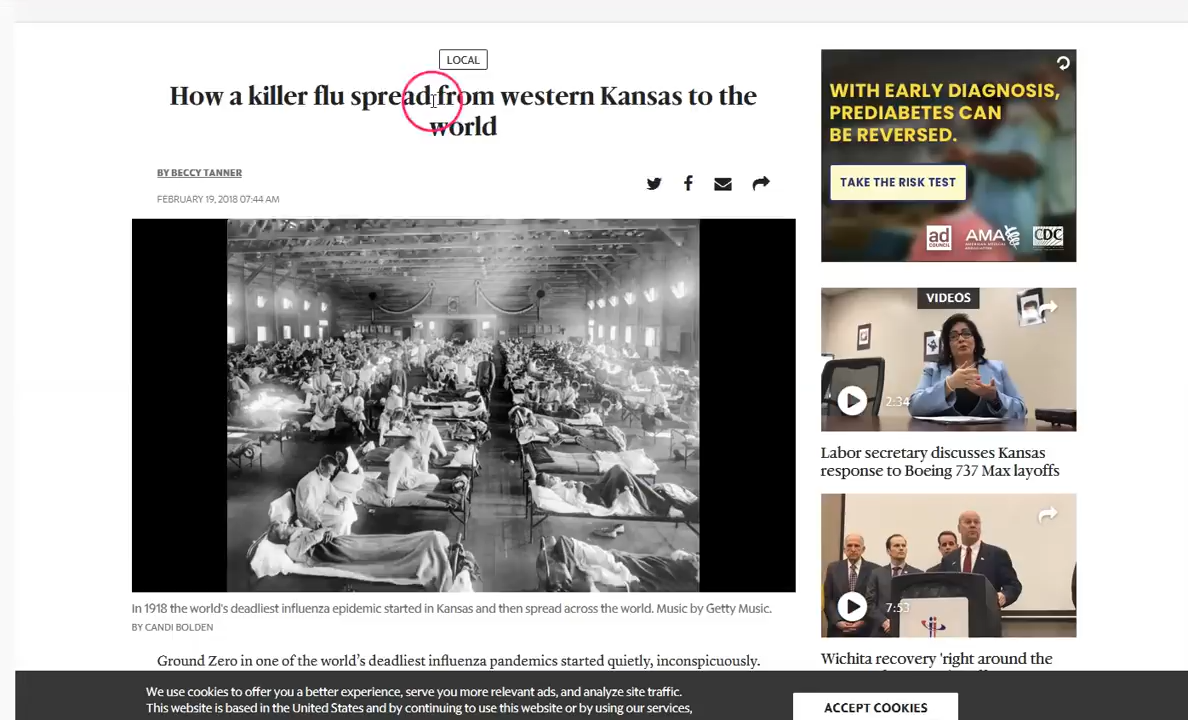 LOCAL
How a killer flu spread from western Kansas to the
world
BY BECCY TANNER
FEBRUARY 19, 2018 07:44 AM
In 1918 the world's deadliest influenza epidemic started in Kansas and then spread across the world. Music by Getty Music.
BY CANDI BOLDEN
Ground Zero in one of the world's deadliest influenza pandemics started quietly, inconspicuously.
WITH EARLY DIAGNOSIS,
PREDIABETES CAN
BE REVERSED.
TAKE THE RISK TEST
ad COUNCIL AMA CDC
VIDEOS
2:34
Labor secretary discusses Kansas
response to Boeing 737 Max layoffs
7:53
Wichita recovery 'right around the
We use cookies to offer you a better experience, serve you more relevant ads, and analyze site traffic.
This website is based in the United States and by continuing to use this website or by using our services,
ACCEPT COOKIES